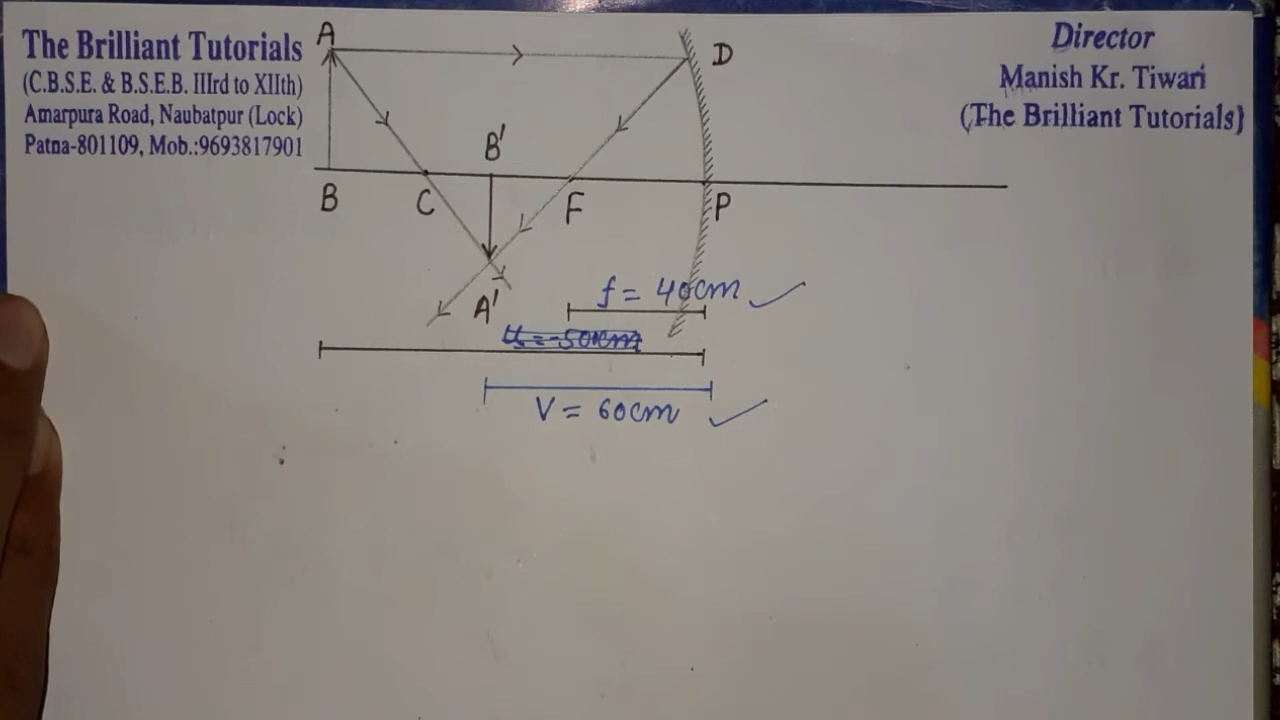 The Brilliant Tutorials
(C.B.S.E. & B.S.E.B. IIIrd to XIIth)
Amarpura Road, Naubatpur (Lock)
Patna-801109, Mob.:9693817901
Director
Manish Kr. Tiwari
(The Brilliant Tutorials)
A
D
B'
B
C
F
P
A'
f = 40cm
u = -50cm
V = 60cm